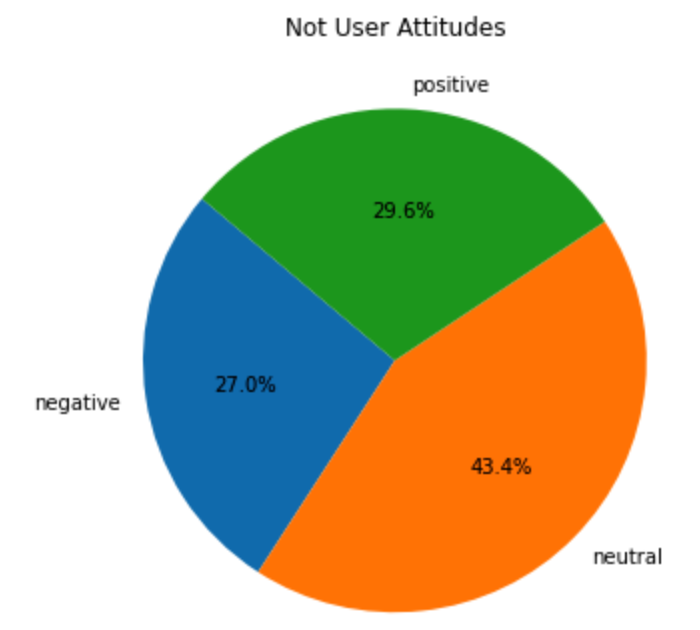 Not User Attitudes
positive
29.6%
27.0%
negative
43.4%
neutral